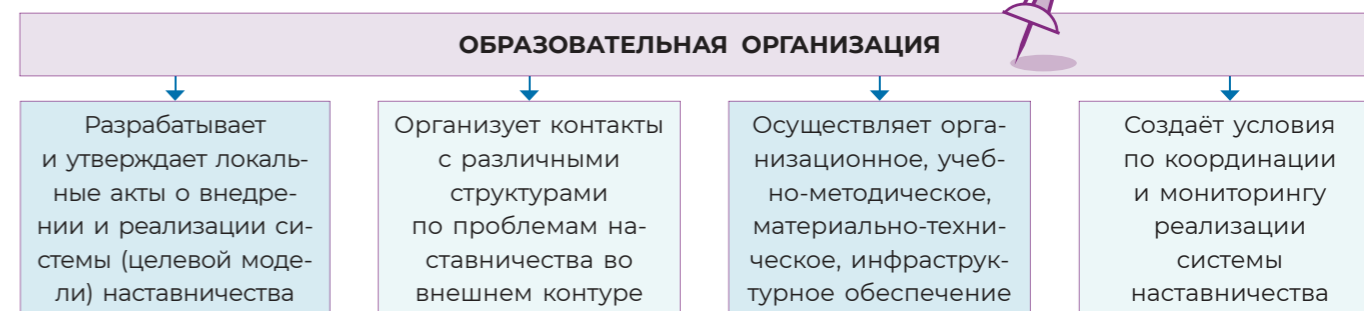 ОБРАЗОВАТЕЛЬНАЯ ОРГАНИЗАЦИЯ
Разрабатывает
и утверждает локаль-
ные акты о внедре-
нии и реализации си-
стемы (целевой моде-
ли) наставничества
Организует контакты
с различными
структурами
по проблемам на-
ставничества во
внешнем контуре
Осуществляет орга-
низационное, учеб-
но-методическое,
материально-техни-
ческое, инфраструк-
турное обеспечение
Создаёт условия
по координации
и мониторингу
реализации
системы
наставничества